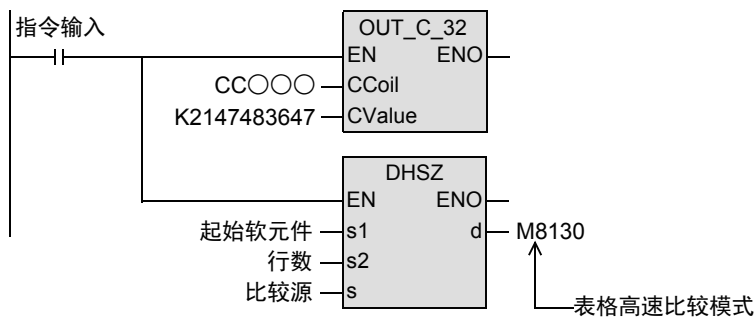 指令输入
OUT_C_32
EN ENO
CC○○○ CCoil
K2147483647 CValue
DHSZ
EN ENO
起始软元件 s1 d M8130
行数 s2
比较源 s
表格高速比较模式